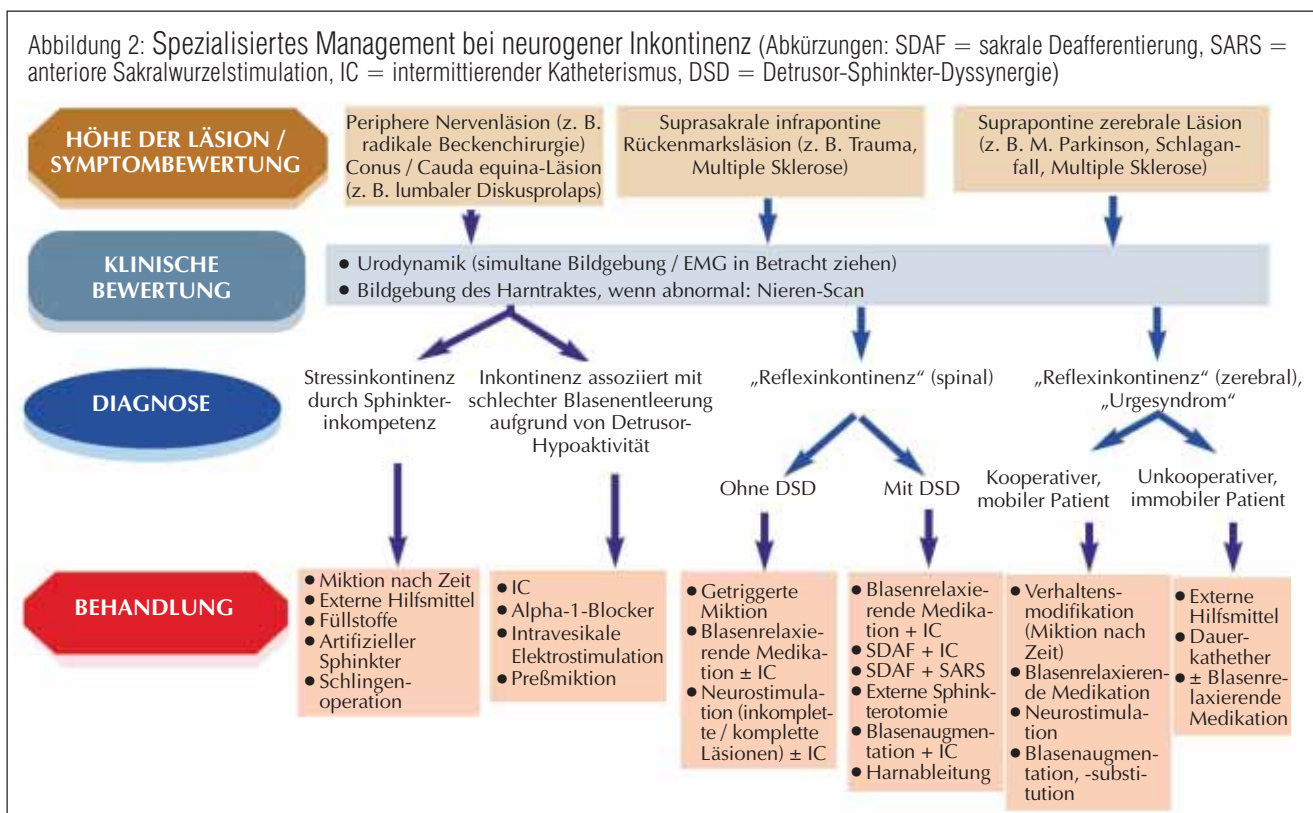 Abbildung 2: Spezialisiertes Management bei neurogener Inkontinenz (Abkürzungen: SDAF = sakrale Deafferentierung, SARS =
anteriore Sakralwurzelstimulation, IC = intermittierender Katheterismus, DSD = Detrusor-Sphinkter-Dyssynergie)
HÖHE DER LÄSION /
SYMPTOMBEWERTUNG
Periphere Nervenläsion (z. B.
radikale Beckenchirurgie)
Conus / Cauda equina-Läsion
(z. B. lumbaler Diskusprolaps)
Suprasakrale infrapontine
Rückenmarksläsion (z. B. Trauma,
Multiple Sklerose)
Suprapontine zerebrale Läsion
(z. B. M. Parkinson, Schlagan-
fall, Multiple Sklerose)
KLINISCHE
BEWERTUNG
● Urodynamik (simultane Bildgebung / EMG in Betracht ziehen)
● Bildgebung des Harntraktes, wenn abnormal: Nieren-Scan
DIAGNOSE
Stressinkontinenz
durch Sphinkter-
inkompetenz
Inkontinenz assoziiert mit
schlechter Blasenentleerung
aufgrund von Detrusor-
Hypoaktivität
„Reflexinkontinenz“ (spinal)
„Reflexinkontinenz“ (zerebral),
„Urgesyndrom“
Ohne DSD
Mit DSD
Kooperativer,
mobiler Patient
Unkooperativer,
immobiler Patient
BEHANDLUNG
● Miktion nach Zeit
● Externe Hilfsmittel
● Füllstoffe
● Artifizieller
Sphinkter
● Schlingen-
operation
● IC
● Alpha-1-Blocker
● Intravesikale
Elektrostimulation
● Preßmiktion
● Getriggerte
Miktion
● Blasenrelaxie-
rende Medika-
tion ± IC
● Neurostimula-
tion (inkomplet-
te / komplette
Läsionen) ± IC
● Blasenrelaxie-
rende Medika-
tion + IC
● SDAF + IC
● SDAF + SARS
● Externe Sphink-
terotomie
● Blasenaugmen-
tation + IC
● Harnableitung
● Verhaltens-
modifikation
(Miktion nach
Zeit)
● Blasenrelaxieren-
de Medikation
● Neurostimula-
tion
● Blasenaugmen-
tation, -substi-
tution
● Externe
Hilfsmittel
● Dauer-
kathether
● ± Blasenre-
laxierende
Medikation